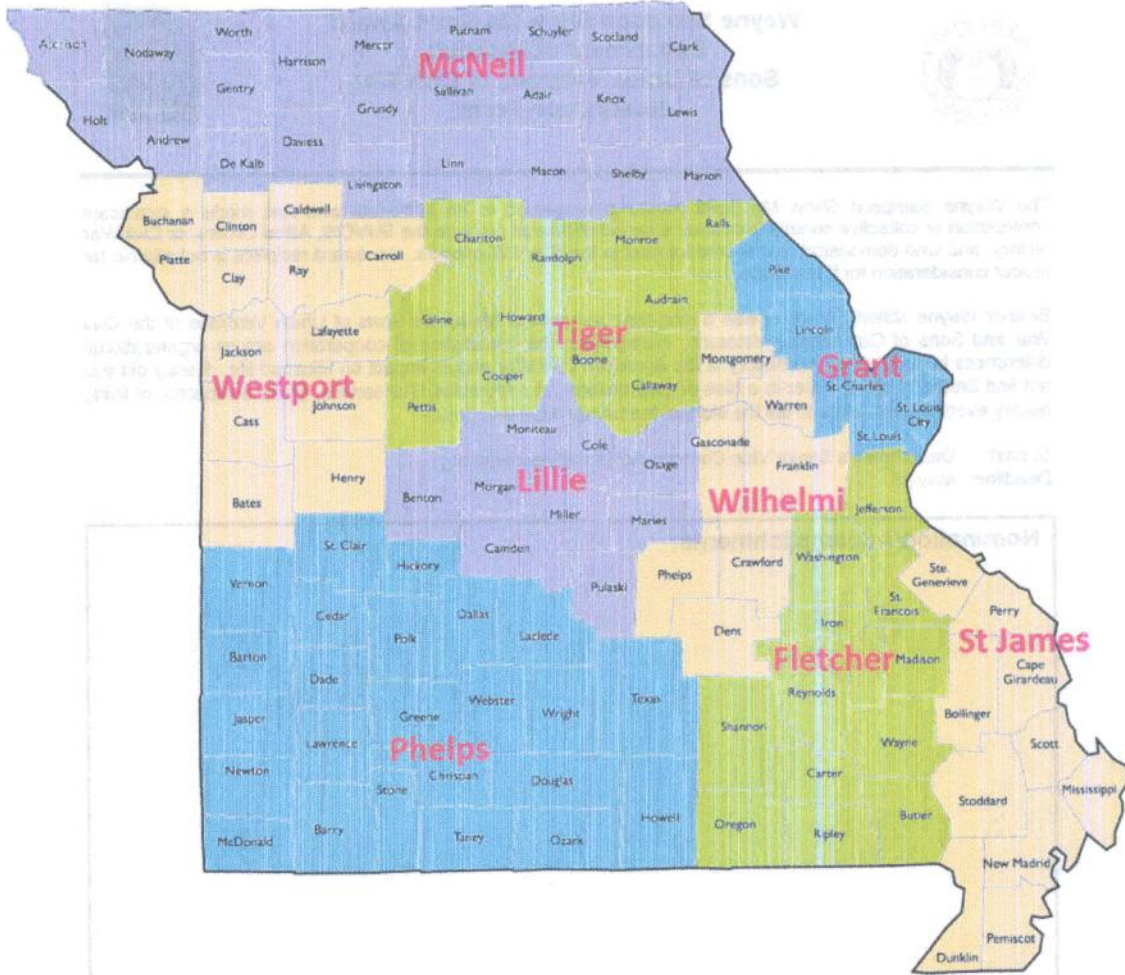 Atchison
Nodaway
Worth
Harrison
Mercer
Putnam
Schuyler
Scotland
Clark
McNeil
Gentry
Sullivan
Adair
Knox
Lewis
Holt
Andrew
De Kalb
Daviess
Grundy
Livingston
Linn
Macon
Shelby
Marion
Buchanan
Clinton
Caldwell
Platte
Clay
Ray
Carroll
Chariton
Randolph
Monroe
Ralls
Pike
Saline
Howard
Audrain
Lincoln
Jackson
Lafayette
Westport
Tiger
Boone
Callaway
Montgomery
Grant
St. Charles
Warren
St. Louis
City
St. Louis
Cass
Johnson
Pettis
Cooper
Moniteau
Cole
Osage
Gasconade
Franklin
Bates
Henry
Benton
Morgan
Lillie
Miller
Maries
Wilhelmi
Jefferson
St. Clair
Hickory
Camden
Pulaski
Phelps
Crawford
Washington
Ste.
Genevieve
Vernon
Cedar
Polk
Dallas
Laclede
Dent
Iron
St.
Francois
Perry
St James
Barton
Dade
Greene
Webster
Wright
Texas
Fletcher
Madison
Cape
Girardeau
Reynolds
Bollinger
Jasper
Lawrence
Phelps
Shannon
Wayne
Scott
Newton
Stone
Christian
Douglas
Carter
Stoddard
Mississippi
McDonald
Barry
Taney
Ozark
Howell
Oregon
Ripley
Butler
New Madrid
Pemiscot
Dunklin